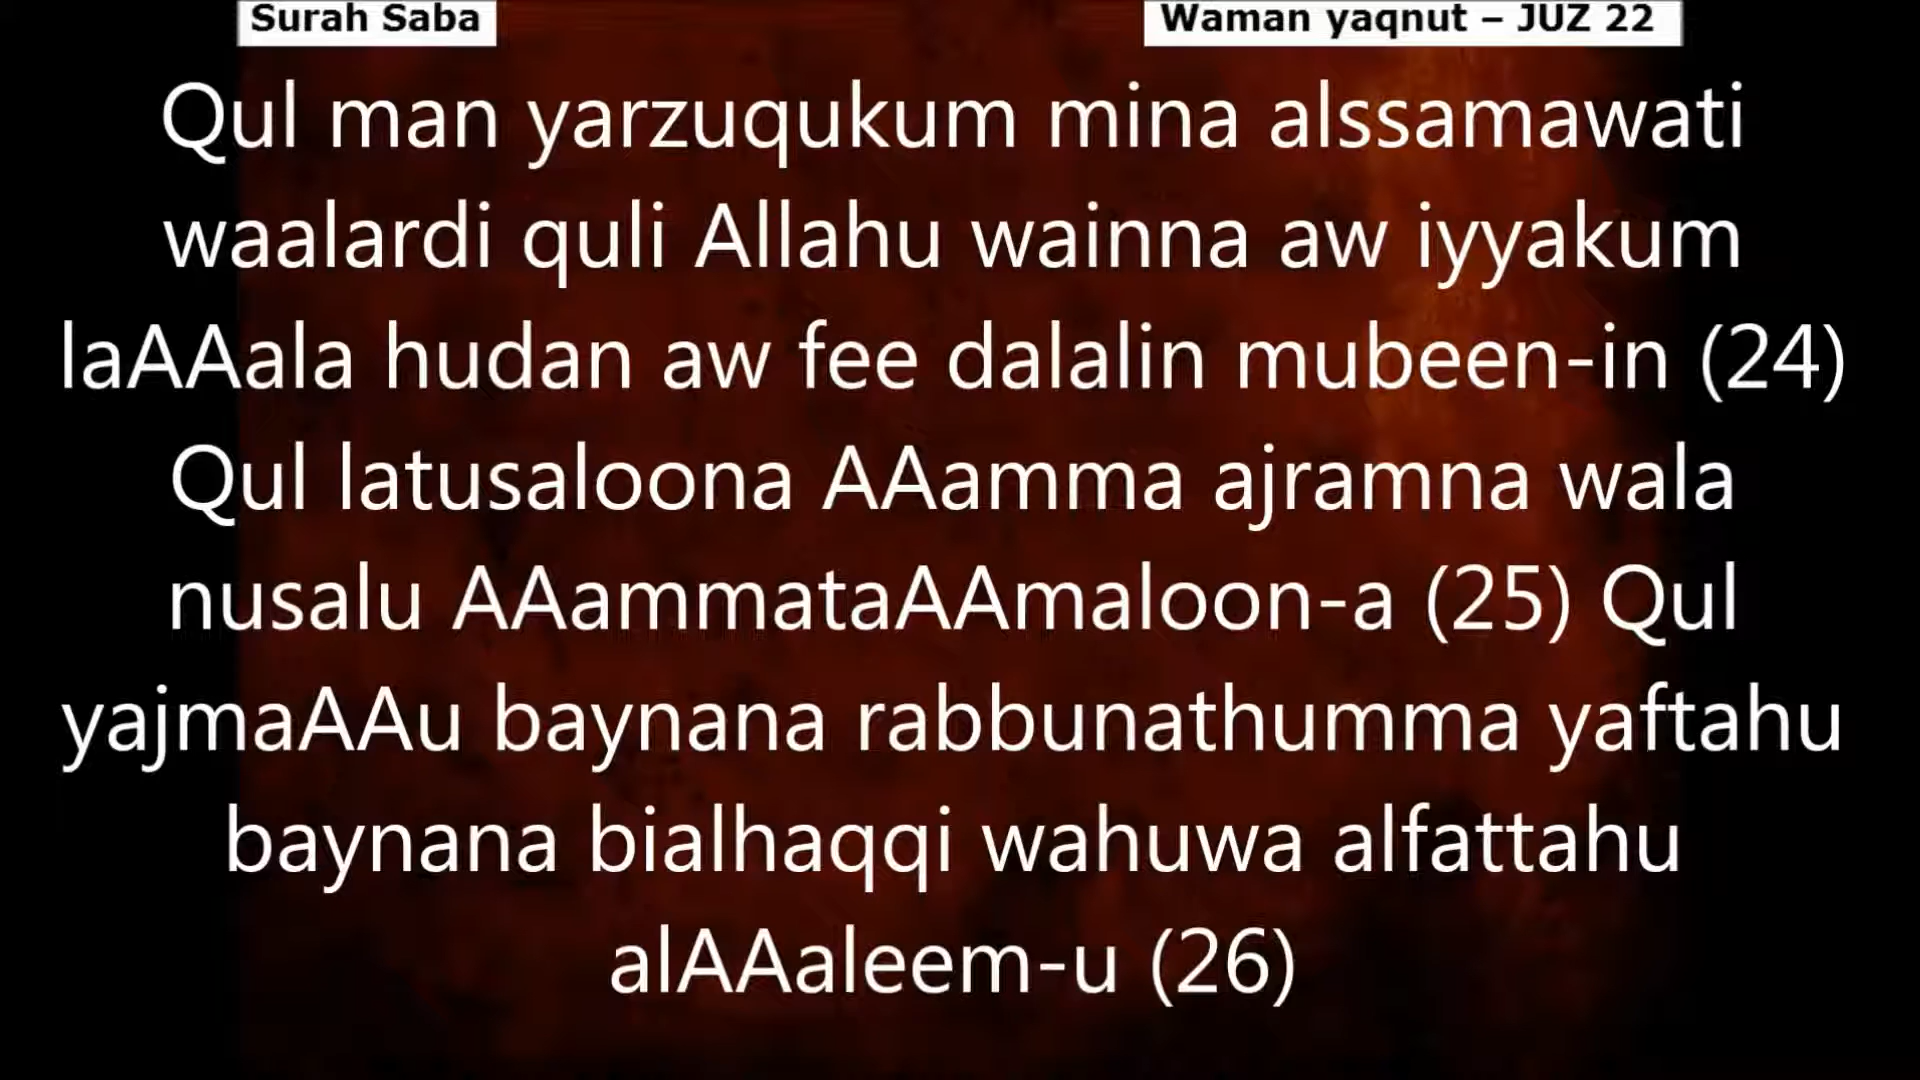 Surah Saba
Waman yaqnut – JUZ 22
Qul man yarzuqukum mina alssamawati
waalardi quli Allahu wainna aw iyyakum
laAAala hudan aw fee dalalin mubeen-in (24)
Qul latusaloona AAamma ajramna wala
nusalu AAammataAAmaloon-a (25) Qul
yajmaAAu baynana rabbunathumma yaftahu
baynana bialhaqqi wahuwa alfattahu
alAAaleem-u (26)